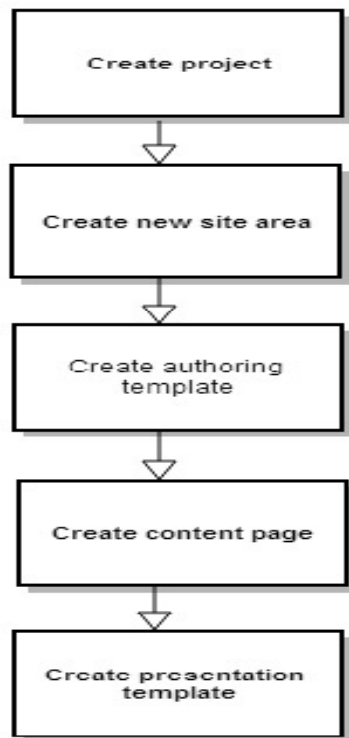 Create project
Create new site area
Create authoring
template
Create content page
Create presentation
template